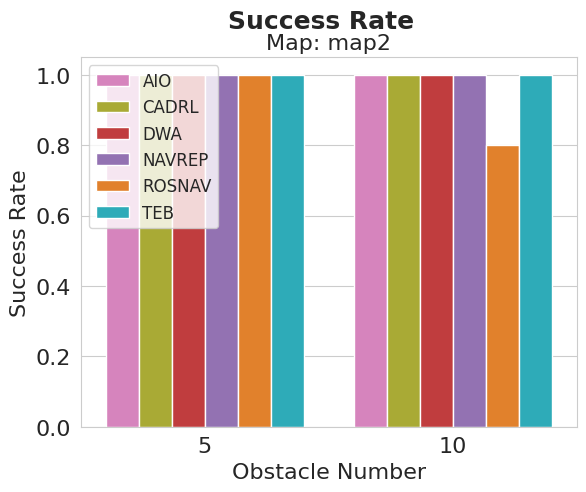 Success Rate
Map: map2
1.0
0.8
0.6
0.4
0.2
0.0
Success Rate
AIO
CADRL
DWA
NAVREP
ROSNAV
TEB
5
10
Obstacle Number